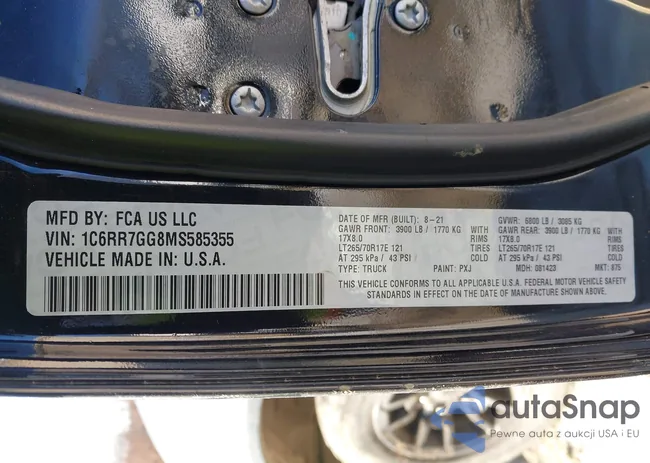 MFD BY: FCA US LLC
VIN: 1C6RR7GG8MS585355
VEHICLE MADE IN: U.S.A.
DATE OF MFR (BUILT): 8-21
GAWR FRONT: 3900 LB / 1770 KG WITH
17X8.0 RIMS
LT265/70R17E 121 TIRES
AT 295 kPa / 43 PSI COLD
TYPE: TRUCK PAINT: PXJ
GVWR: 6800 LB / 3085 KG
GAWR REAR: 3900 LB / 1770 KG WITH
17X8.0 RIMS
LT265/70R17E 121 TIRES
AT 295 kPa / 43 PSI COLD
MDH: 081423 MKT: 875
THIS VEHICLE CONFORMS TO ALL APPLICABLE U.S.A. FEDERAL MOTOR VEHICLE SAFETY
STANDARDS IN EFFECT ON THE DATE OF MANUFACTURE SHOWN ABOVE.
autaSnap
Pewne auta z aukcji USA i EU